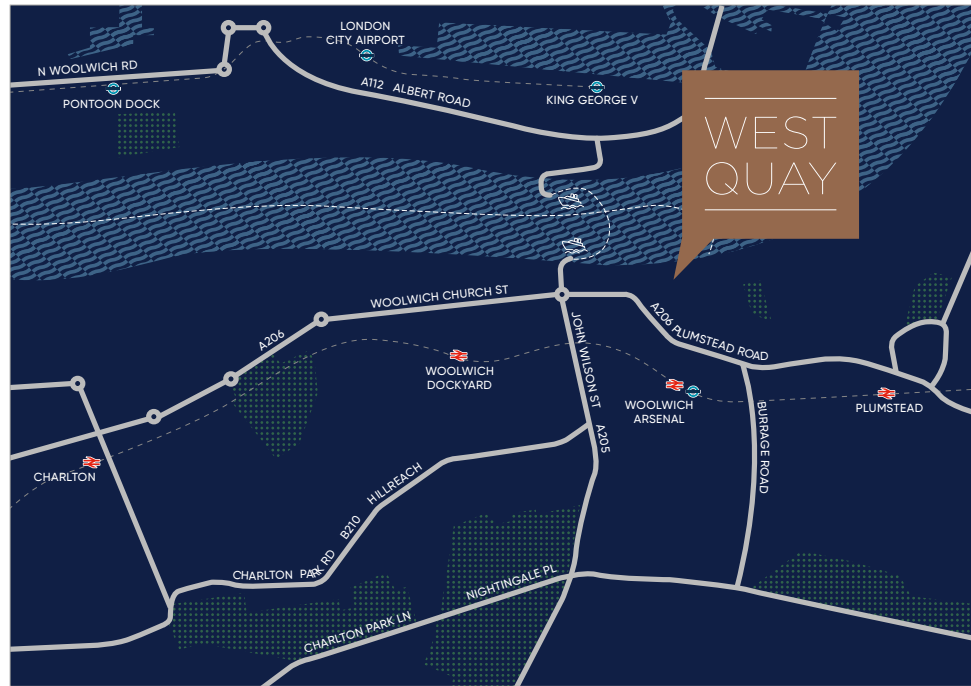 LONDON
CITY AIRPORT
N WOOLWICH RD
PONTOON DOCK
A112 ALBERT ROAD
KING GEORGE V
WEST
QUAY
WOOLWICH CHURCH ST
A206
A206 PLUMSTEAD ROAD
JOHN WILSON ST
A205
WOOLWICH
DOCKYARD
WOOLWICH
ARSENAL
PLUMSTEAD
BURRAGE ROAD
CHARLTON
HILLREACH
B210
CHARLTON PARK RD
NIGHTINGALE PL
CHARLTON PARK LN